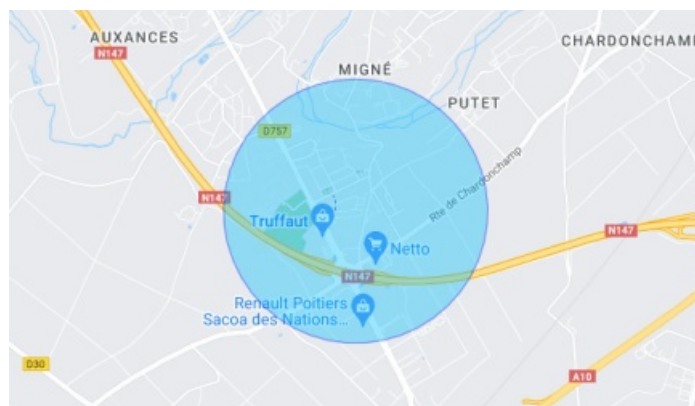 AUXANCES
CHARDONCHAMP
N147
MIGNÉ
PUTET
D757
N147
Rte de Chardonchamp
Truffaut
N147
Netto
N147
Renault Poitiers
Sacoa des Nations...
D30
A10